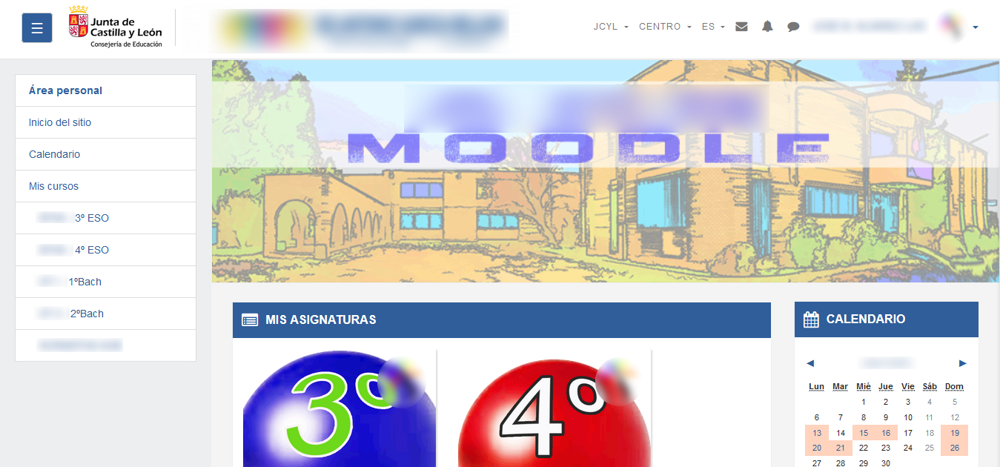 Junta de
Castilla y León
Consejería de Educación
JCYL
CENTRO
ES
Área personal
Inicio del sitio
Calendario
Mis cursos
3º ESO
4º ESO
1ºBach
2ºBach
MOODLE
MIS ASIGNATURAS
3º
4º
CALENDARIO
Lun Mar Mié Jue Vie Sáb Dom
1 2 3 4 5
6 7 8 9 10 11 12
13 14 15 16 17 18 19
20 21 22 23 24 25 26
27 28 29 30